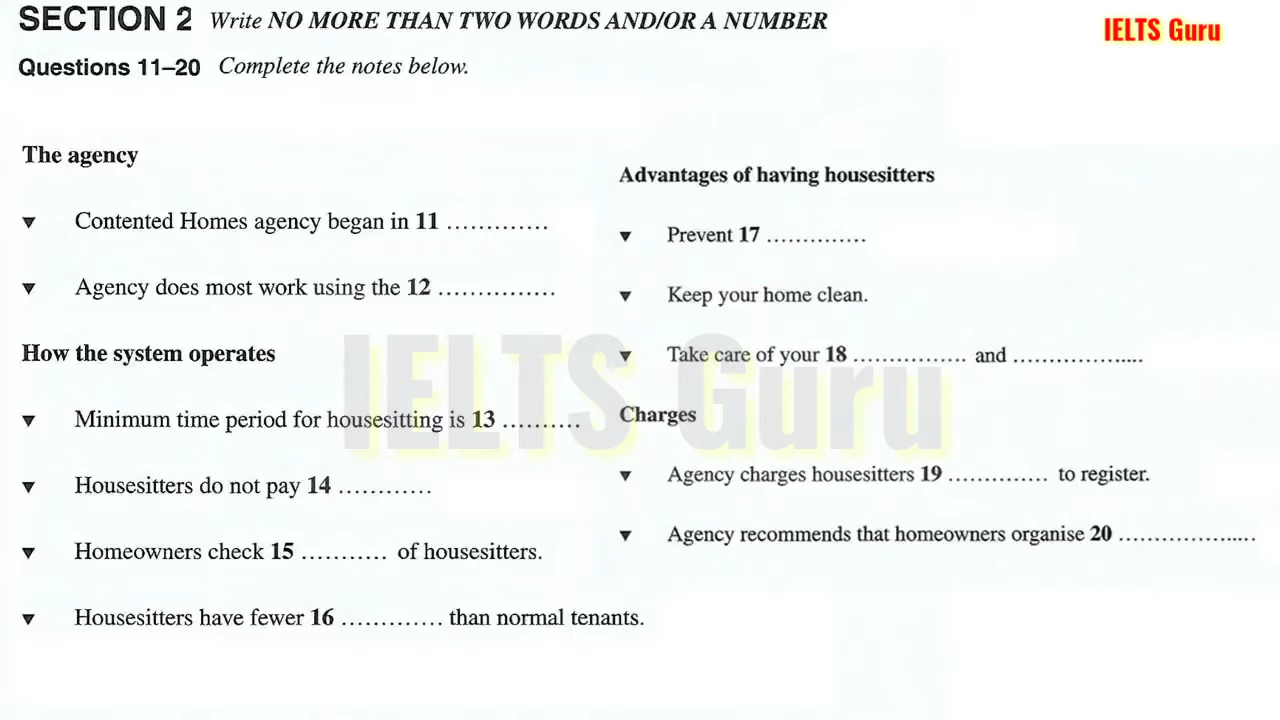 SECTION 2 Write NO MORE THAN TWO WORDS AND/OR A NUMBER
IELTS Guru
Questions 11–20 Complete the notes below.
The agency
▼ Contented Homes agency began in 11 .............
▼ Agency does most work using the 12 ...............
How the system operates
▼ Minimum time period for housesitting is 13 ..........
▼ Housesitters do not pay 14 ............
▼ Homeowners check 15 ........... of housesitters.
▼ Housesitters have fewer 16 ............. than normal tenants.
Advantages of having housesitters
▼ Prevent 17 .............
▼ Keep your home clean.
▼ Take care of your 18 ............... and .................
Charges
▼ Agency charges housesitters 19 ............. to register.
▼ Agency recommends that homeowners organise 20 ..................
IELTS Guru